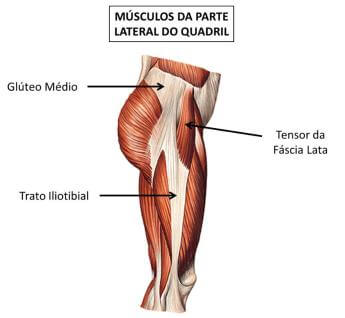 MÚSCULOS DA PARTE
LATERAL DO QUADRIL
Glúteo Médio
Tensor da
Fáscia Lata
Trato Iliotibial